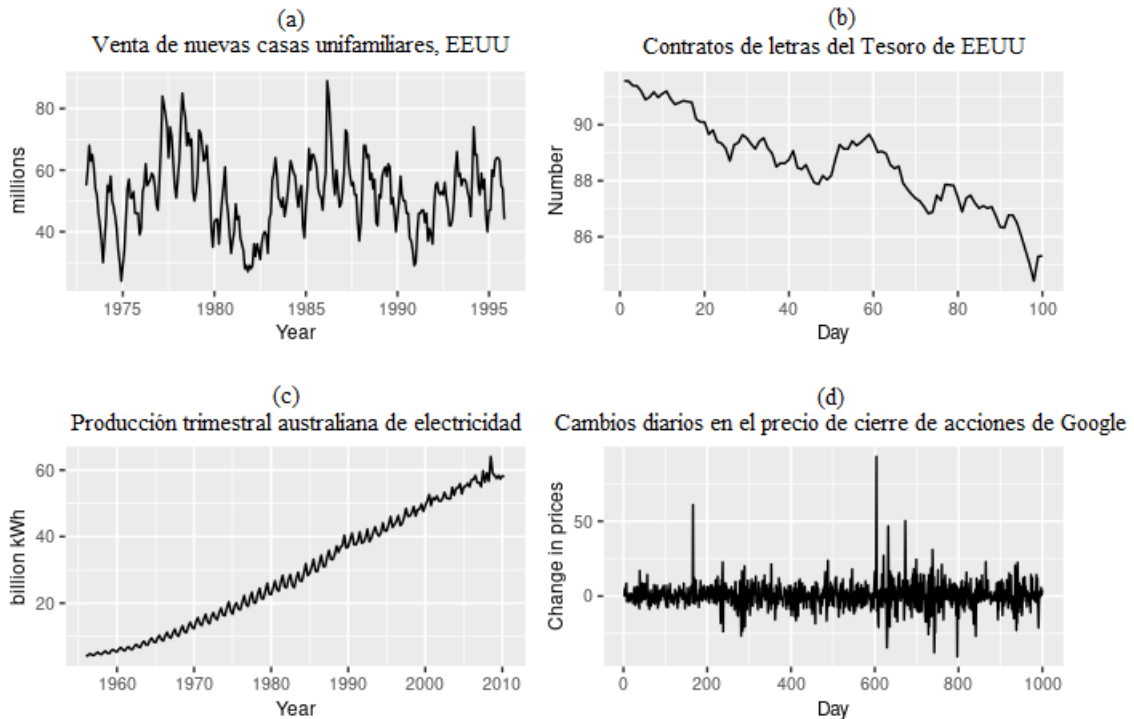 (a)
Venta de nuevas casas unifamiliares, EEUU
millions
80
60
40
1975 1980 1985 1990 1995
Year
(b)
Contratos de letras del Tesoro de EEUU
Number
90
88
86
0 20 40 60 80 100
Day
(c)
Producción trimestral australiana de electricidad
billion kWh
60
40
20
1960 1970 1980 1990 2000 2010
Year
(d)
Cambios diarios en el precio de cierre de acciones de Google
Change in prices
50
0
0 200 400 600 800 1000
Day